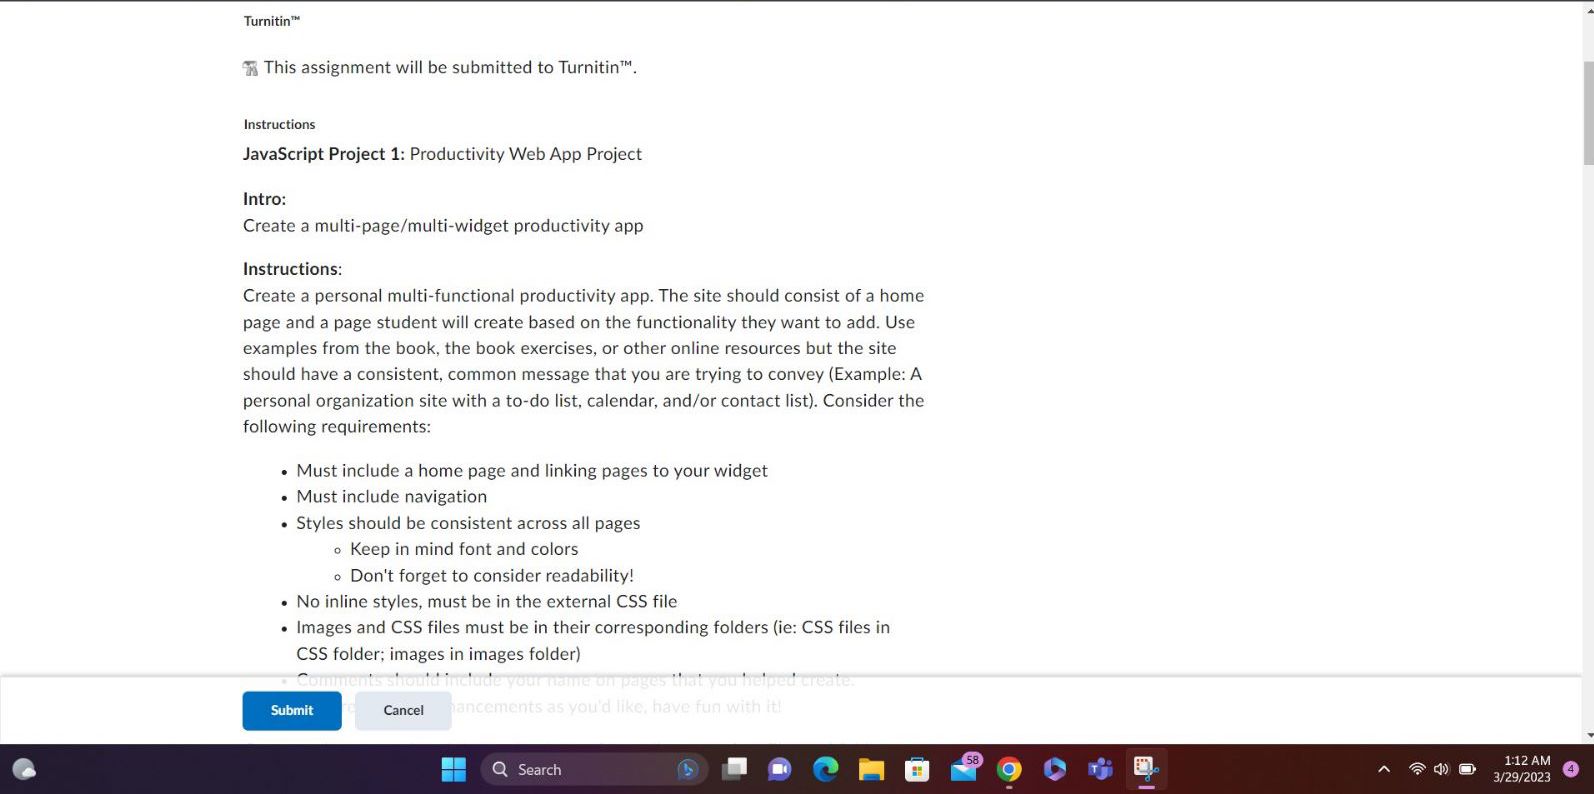 Turnitin™
This assignment will be submitted to Turnitin™.
Instructions
JavaScript Project 1: Productivity Web App Project
Intro:
Create a multi-page/multi-widget productivity app
Instructions:
Create a personal multi-functional productivity app. The site should consist of a home
page and a page student will create based on the functionality they want to add. Use
examples from the book, the book exercises, or other online resources but the site
should have a consistent, common message that you are trying to convey (Example: A
personal organization site with a to-do list, calendar, and/or contact list). Consider the
following requirements:
• Must include a home page and linking pages to your widget
• Must include navigation
• Styles should be consistent across all pages
◦ Keep in mind font and colors
◦ Don't forget to consider readability!
• No inline styles, must be in the external CSS file
• Images and CSS files must be in their corresponding folders (ie: CSS files in
CSS folder; images in images folder)
• Comments should include your name on pages that you helped create.
as you'd like, have fun with it!
Submit
Cancel
Search
58
1:12 AM
3/29/2023
4